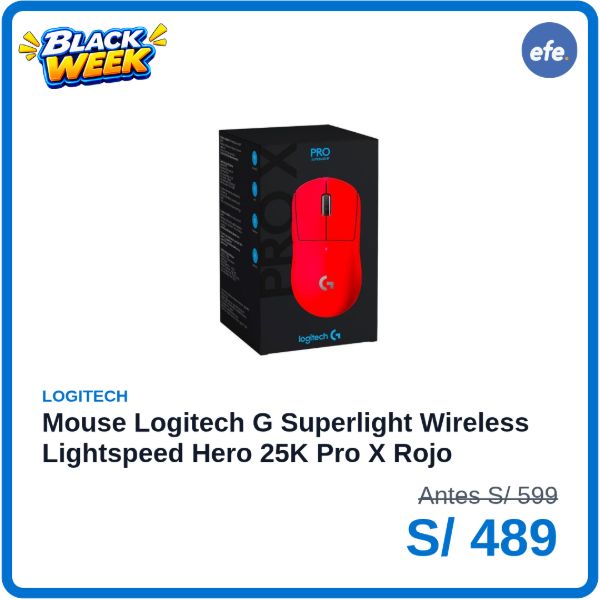 BLACK
WEEK
efe.
PRO
PRO X
logitech G
LOGITECH
Mouse Logitech G Superlight Wireless
Lightspeed Hero 25K Pro X Rojo
Antes S/ 599
S/ 489